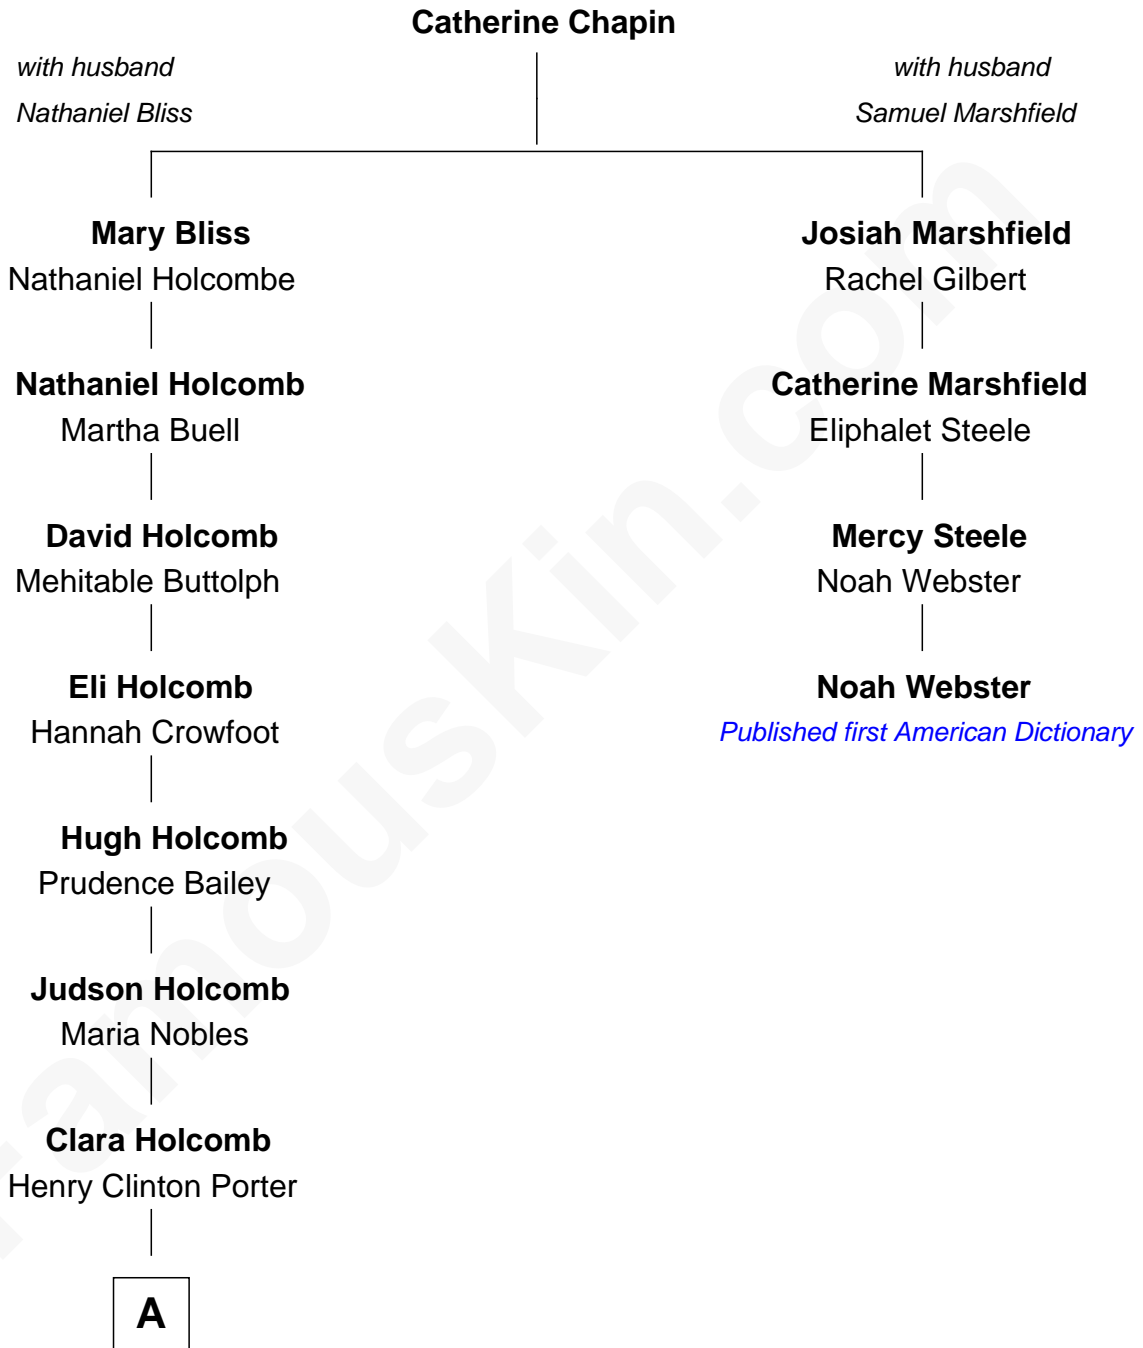 Catherine Chapin
with husband
Nathaniel Bliss
with husband
Samuel Marshfield
Mary Bliss
Nathaniel Holcombe
Josiah Marshfield
Rachel Gilbert
Nathaniel Holcomb
Martha Buell
Catherine Marshfield
Eliphalet Steele
David Holcomb
Mehitable Buttolph
Mercy Steele
Noah Webster
Eli Holcomb
Hannah Crowfoot
Noah Webster
Published first American Dictionary
Hugh Holcomb
Prudence Bailey
Judson Holcomb
Maria Nobles
Clara Holcomb
Henry Clinton Porter
A
FamousKin.com